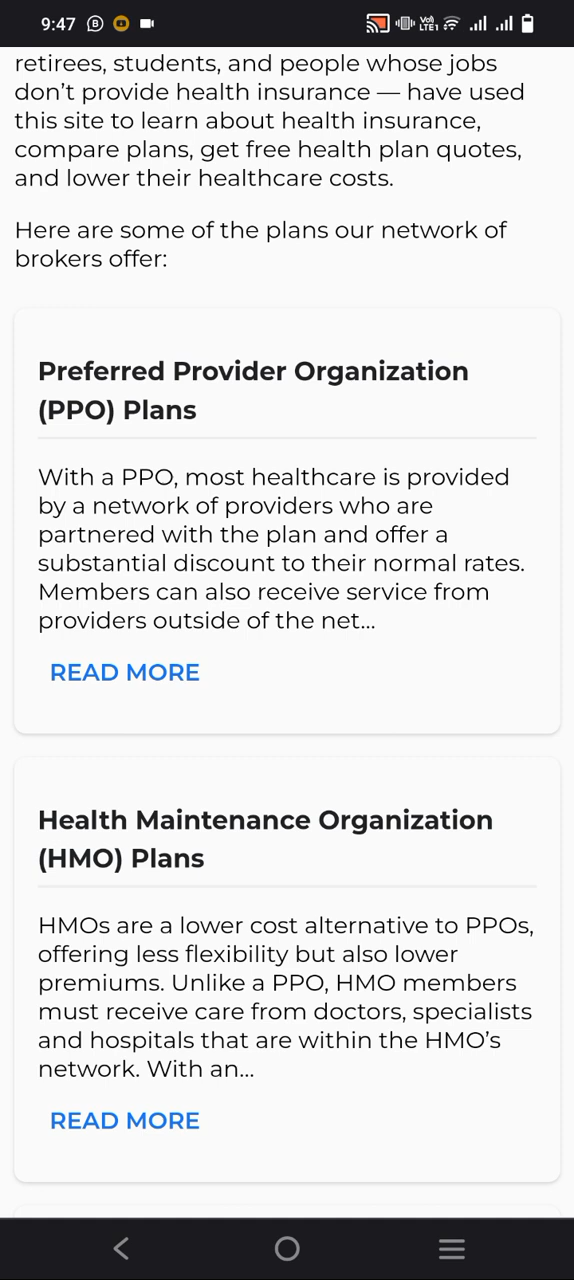 9:47
VoII
LTE1
retirees, students, and people whose jobs
don’t provide health insurance — have used
this site to learn about health insurance,
compare plans, get free health plan quotes,
and lower their healthcare costs.
Here are some of the plans our network of
brokers offer:
Preferred Provider Organization
(PPO) Plans
With a PPO, most healthcare is provided
by a network of providers who are
partnered with the plan and offer a
substantial discount to their normal rates.
Members can also receive service from
providers outside of the net...
READ MORE
Health Maintenance Organization
(HMO) Plans
HMOs are a lower cost alternative to PPOs,
offering less flexibility but also lower
premiums. Unlike a PPO, HMO members
must receive care from doctors, specialists
and hospitals that are within the HMO’s
network. With an...
READ MORE